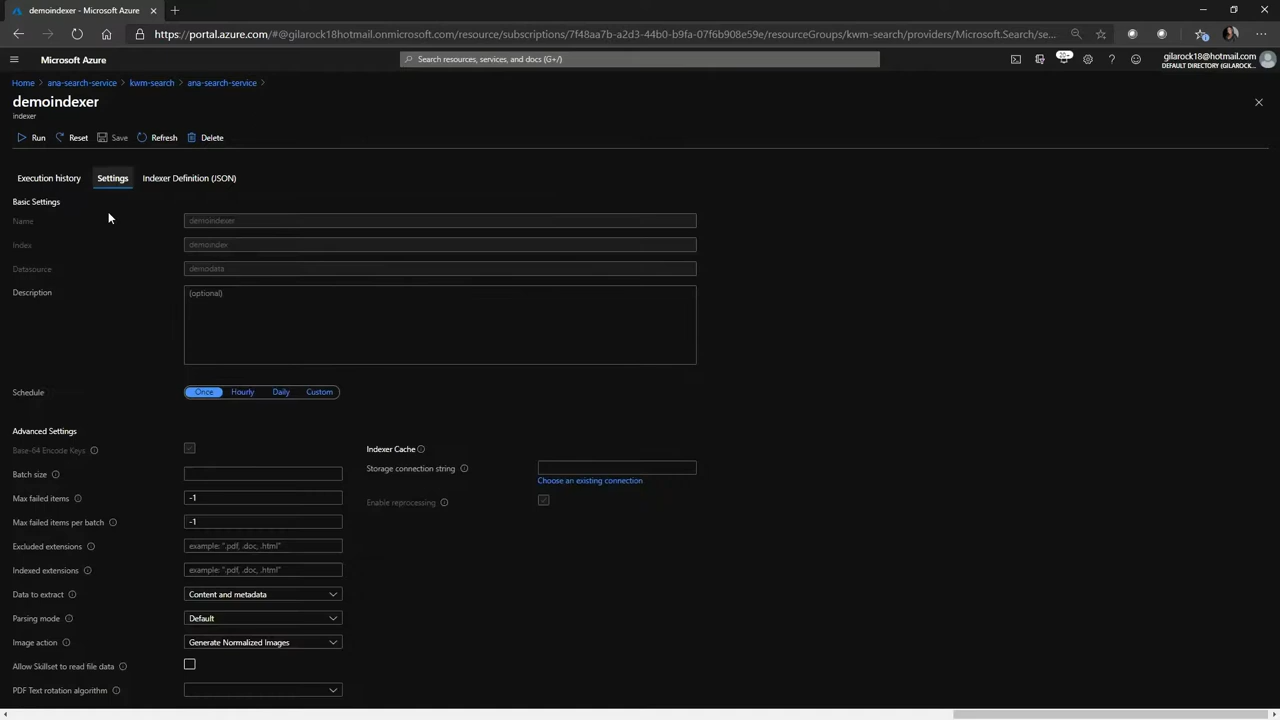 demoindexer - Microsoft Azure
https://portal.azure.com/#@gilarock18hotmail.com/resource/subscriptions/7f48aa7b-a2d3-44b0-b9fa-07f6b908e59e/resourceGroups/kwm-search/providers/Microsoft.Search/se...
Microsoft Azure
Search resources, services, and docs (G+/)
20+
gilarock18@hotmail.com
DEFAULT DIRECTORY (GILAROCK...
Home > ana-search-service > kwm-search > ana-search-service >
demoindexer
indexer
Run Reset Save Refresh Delete
Execution history Settings Indexer Definition (JSON)
Basic Settings
Name demoindexer
Index demoindex
Datasource demodata
Description (optional)
Schedule Once Hourly Daily Custom
Advanced Settings
Base-64 Encode Keys
Indexer Cache
Batch size
Storage connection string
Choose an existing connection
Max failed items -1
Enable reprocessing
Max failed items per batch -1
Excluded extensions example: ".pdf, .doc, .html"
Indexed extensions example: ".pdf, .doc, .html"
Data to extract Content and metadata
Parsing mode Default
Image action Generate Normalized Images
Allow Skillset to read file data
PDF Text rotation algorithm